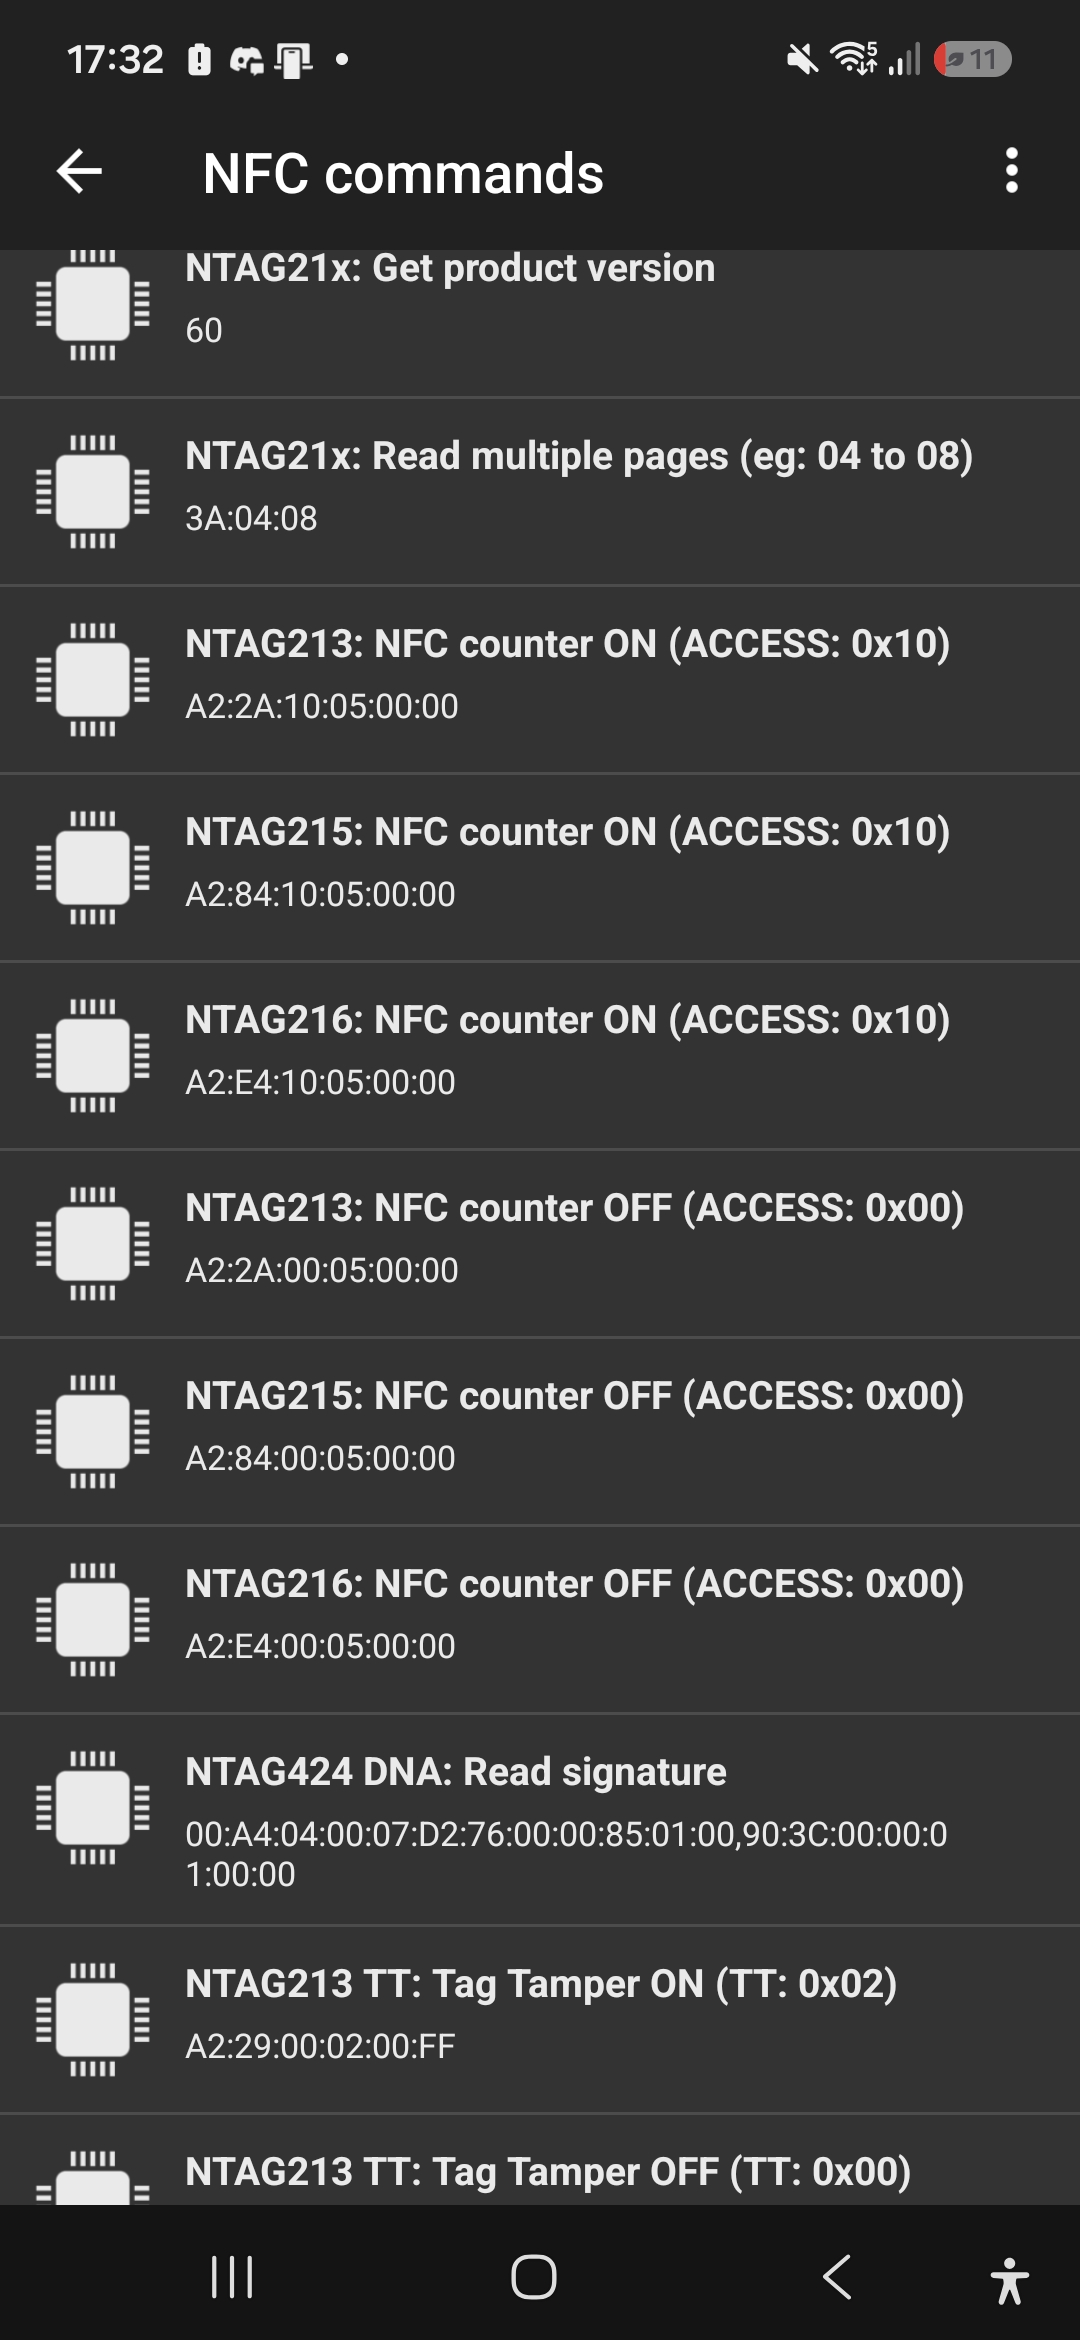 17:32
5
11
NFC commands
NTAG21x: Get product version
60
NTAG21x: Read multiple pages (eg: 04 to 08)
3A:04:08
NTAG213: NFC counter ON (ACCESS: 0x10)
A2:2A:10:05:00:00
NTAG215: NFC counter ON (ACCESS: 0x10)
A2:84:10:05:00:00
NTAG216: NFC counter ON (ACCESS: 0x10)
A2:E4:10:05:00:00
NTAG213: NFC counter OFF (ACCESS: 0x00)
A2:2A:00:05:00:00
NTAG215: NFC counter OFF (ACCESS: 0x00)
A2:84:00:05:00:00
NTAG216: NFC counter OFF (ACCESS: 0x00)
A2:E4:00:05:00:00
NTAG424 DNA: Read signature
00:A4:04:00:07:D2:76:00:00:85:01:00,90:3C:00:00:0
1:00:00
NTAG213 TT: Tag Tamper ON (TT: 0x02)
A2:29:00:02:00:FF
NTAG213 TT: Tag Tamper OFF (TT: 0x00)